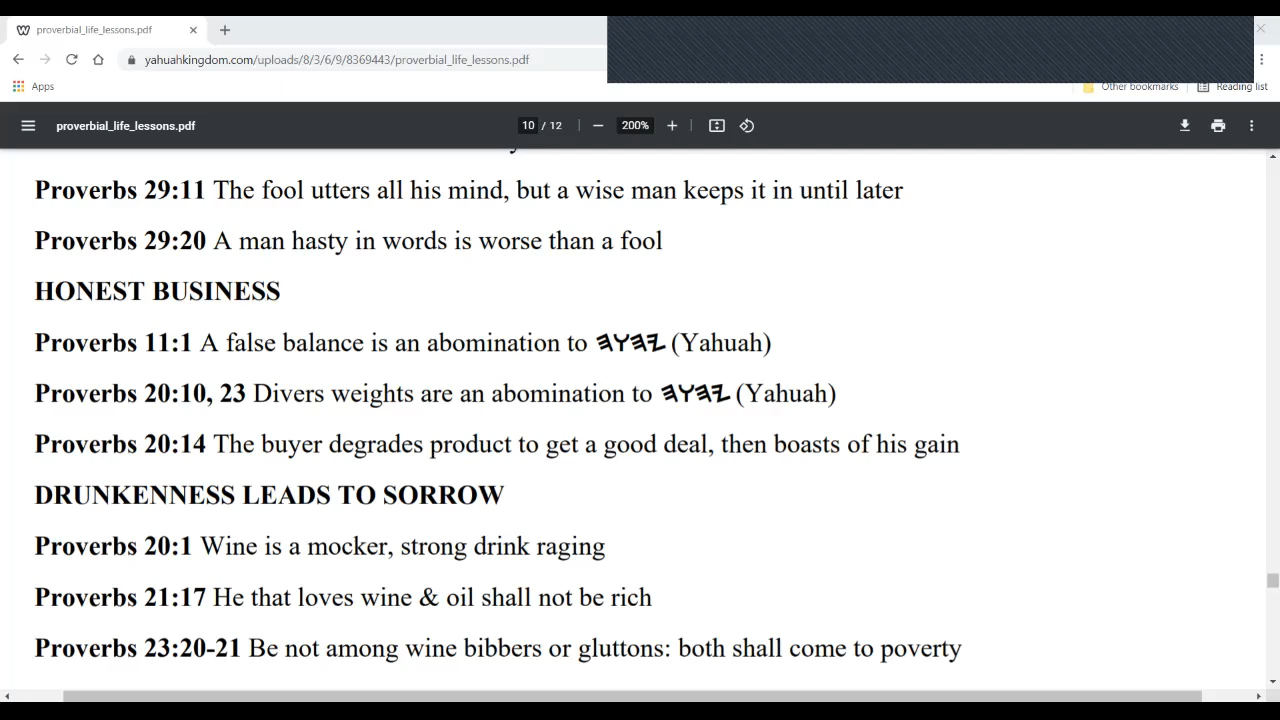 proverbial_life_lessons.pdf
yahuahkingdom.com/uploads/8/3/6/9/8369443/proverbial_life_lessons.pdf
Apps
Other bookmarks
Reading list
proverbial_life_lessons.pdf
10 / 12
200%
Proverbs 29:11 The fool utters all his mind, but a wise man keeps it in until later
Proverbs 29:20 A man hasty in words is worse than a fool
HONEST BUSINESS
Proverbs 11:1 A false balance is an abomination to 𐤉𐤄𐤅𐤄 (Yahuah)
Proverbs 20:10, 23 Divers weights are an abomination to 𐤉𐤄𐤅𐤄 (Yahuah)
Proverbs 20:14 The buyer degrades product to get a good deal, then boasts of his gain
DRUNKENNESS LEADS TO SORROW
Proverbs 20:1 Wine is a mocker, strong drink raging
Proverbs 21:17 He that loves wine & oil shall not be rich
Proverbs 23:20-21 Be not among wine bibbers or gluttons: both shall come to poverty